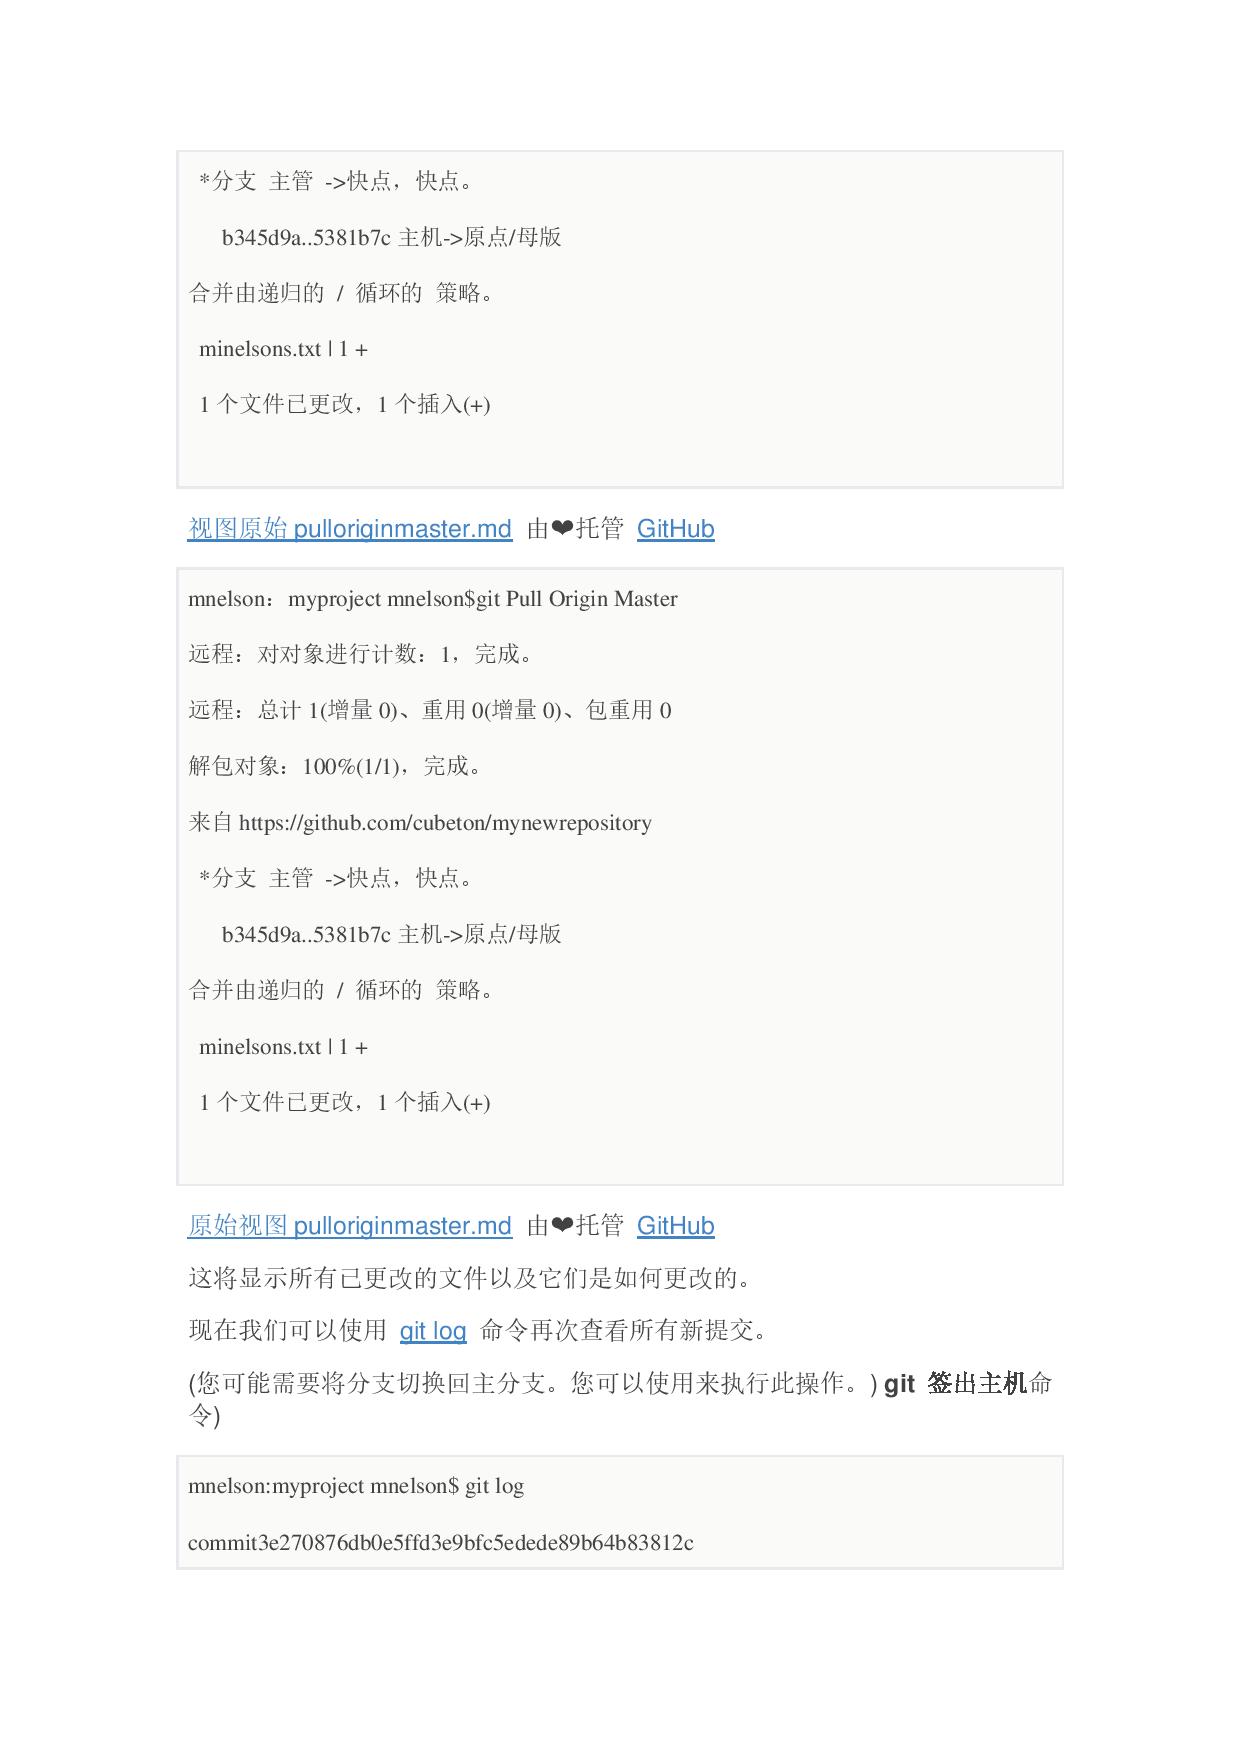 *分支 主管 ->快点，快点。
b345d9a..5381b7c 主机->原点/母版
合并由递归的 / 循环的 策略。
minelsons.txt | 1 +
1 个文件已更改，1 个插入(+)
视图原始 pulloriginmaster.md 由❤托管 GitHub
mnelson：myproject mnelson$git Pull Origin Master
远程：对对象进行计数：1，完成。
远程：总计 1(增量 0)、重用 0(增量 0)、包重用 0
解包对象：100%(1/1)，完成。
来自 https://github.com/cubeton/mynewrepository
*分支 主管 ->快点，快点。
b345d9a..5381b7c 主机->原点/母版
合并由递归的 / 循环的 策略。
minelsons.txt | 1 +
1 个文件已更改，1 个插入(+)
原始视图 pulloriginmaster.md 由❤托管 GitHub
这将显示所有已更改的文件以及它们是如何更改的。
现在我们可以使用 git log 命令再次查看所有新提交。
(您可能需要将分支切换回主分支。您可以使用来执行此操作。) git 签出主机命
令)
mnelson:myproject mnelson$ git log
commit3e270876db0e5ffd3e9bfc5edede89b64b83812c